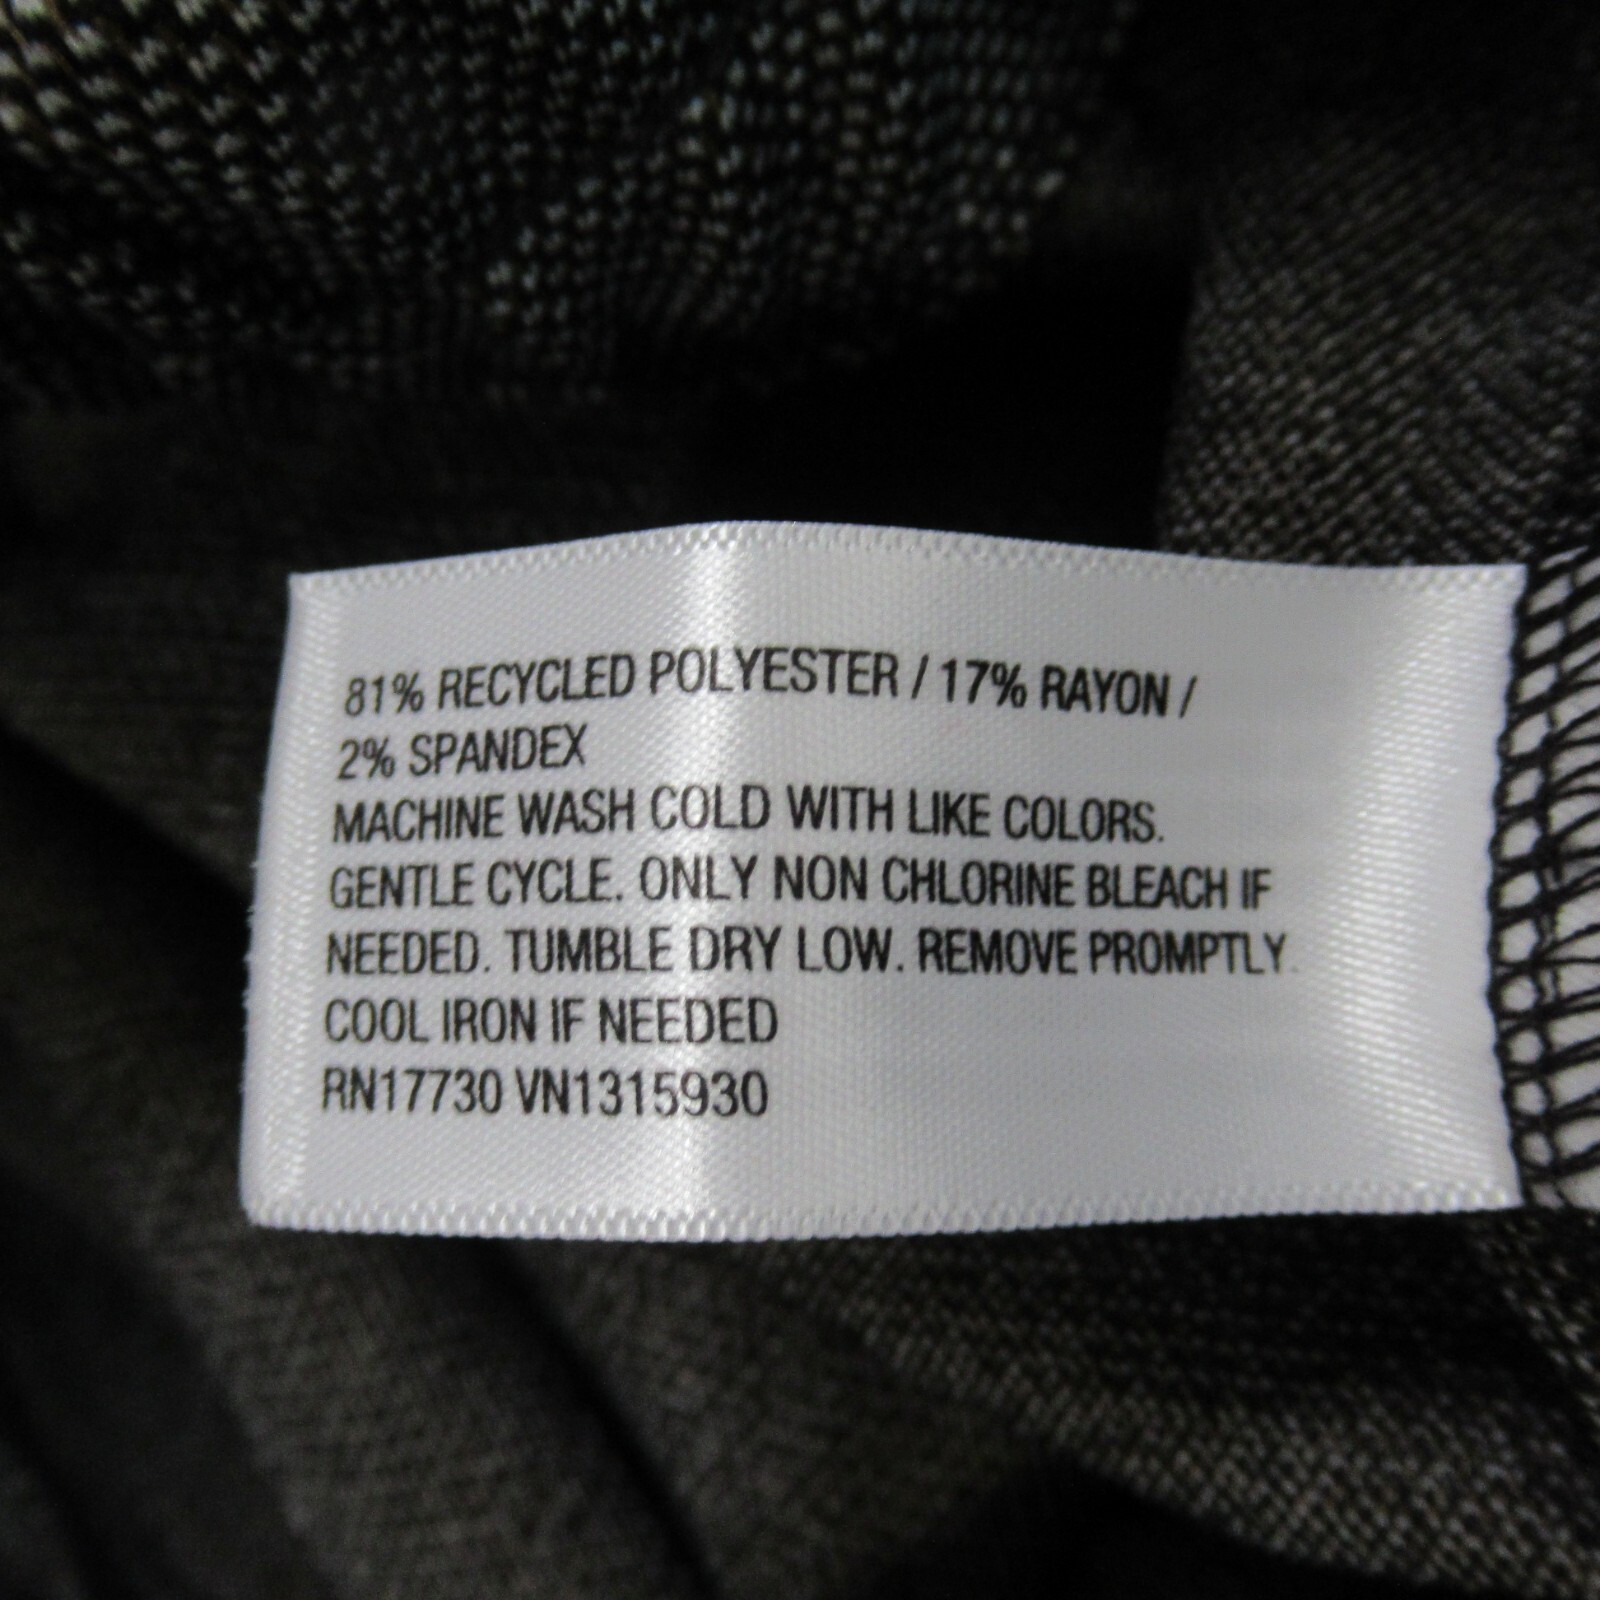 81% RECYCLED POLYESTER / 17% RAYON /
2% SPANDEX
MACHINE WASH COLD WITH LIKE COLORS.
GENTLE CYCLE. ONLY NON CHLORINE BLEACH IF
NEEDED. TUMBLE DRY LOW. REMOVE PROMPTLY.
COOL IRON IF NEEDED
RN17730 VN1315930